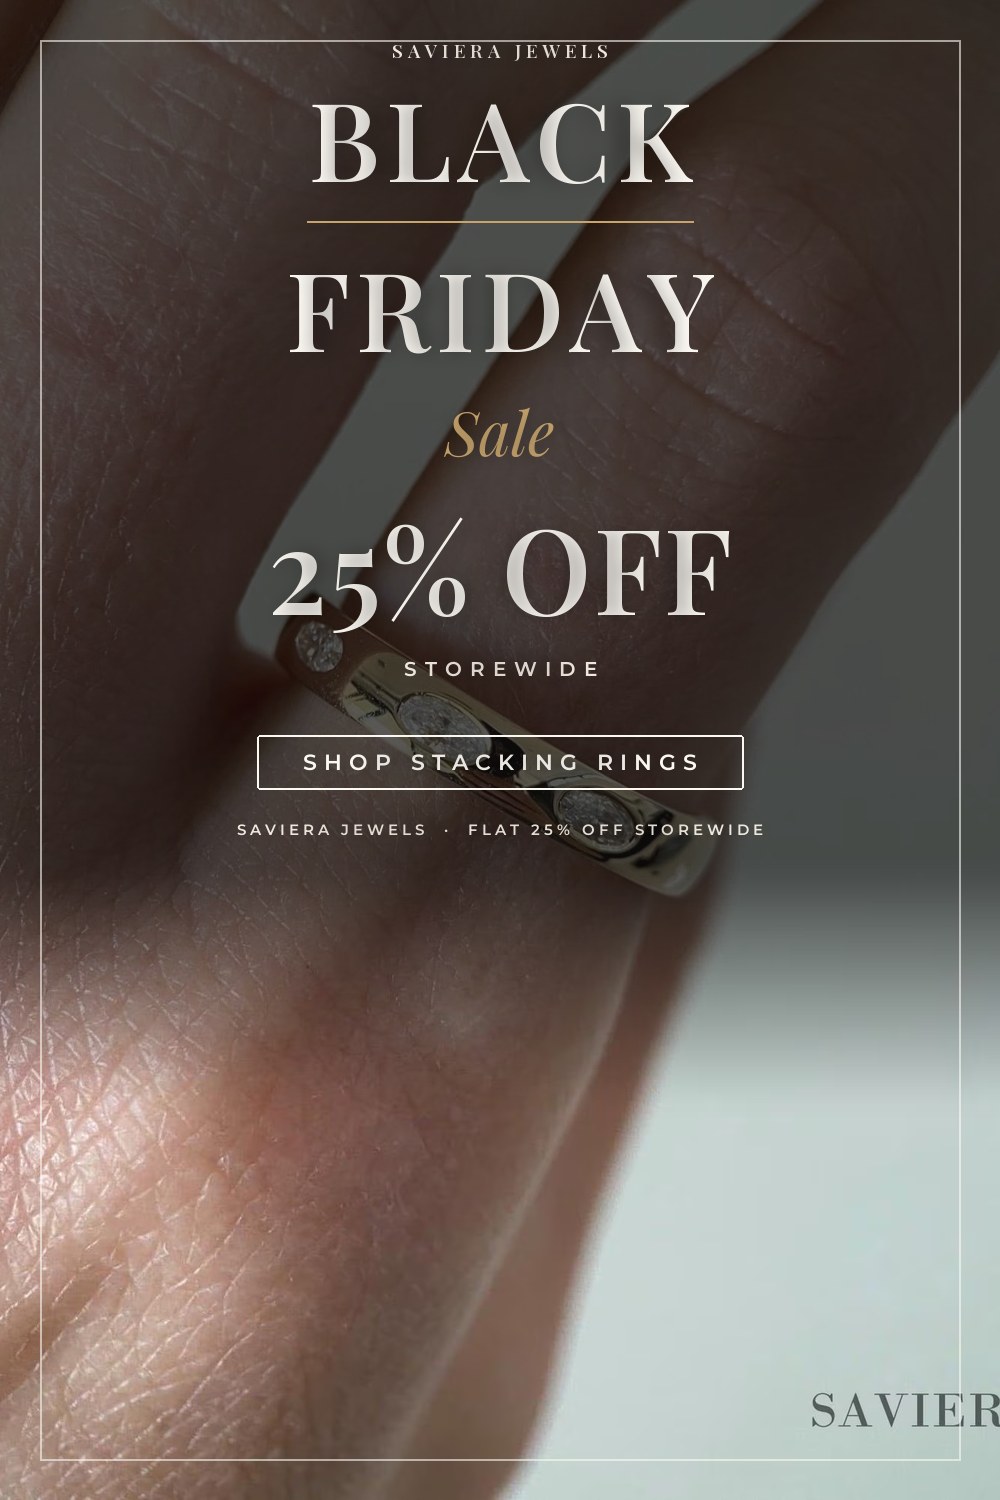 SAVIERA JEWELS
BLACK
FRIDAY
Sale
25% OFF
STOREWIDE
SHOP STACKING RINGS
SAVIERA JEWELS · FLAT 25% OFF STOREWIDE
SAVIER